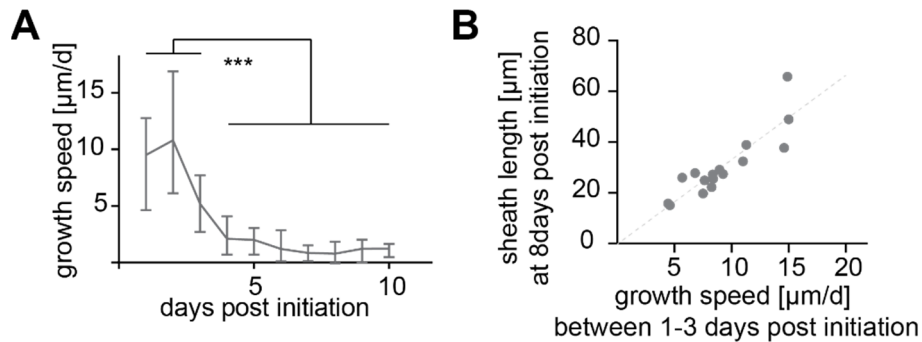 A
growth speed [µm/d]
15
10
5
***
5
10
days post initiation
B
sheath length [µm]
at 8days post initiation
80
60
40
20
0
5
10
15
20
growth speed [µm/d]
between 1-3 days post initiation